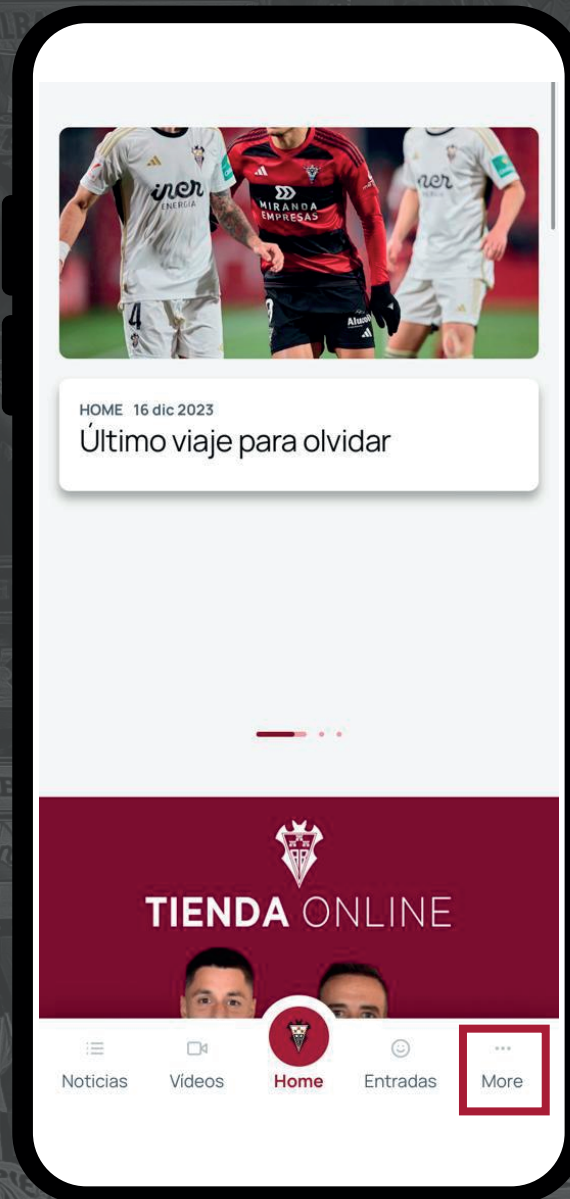 iner
ENERGÍA
4
MIRANDA
EMPRESAS
HOME 16 dic 2023
Último viaje para olvidar
TIENDA ONLINE
Noticias
Vídeos
Home
Entradas
More